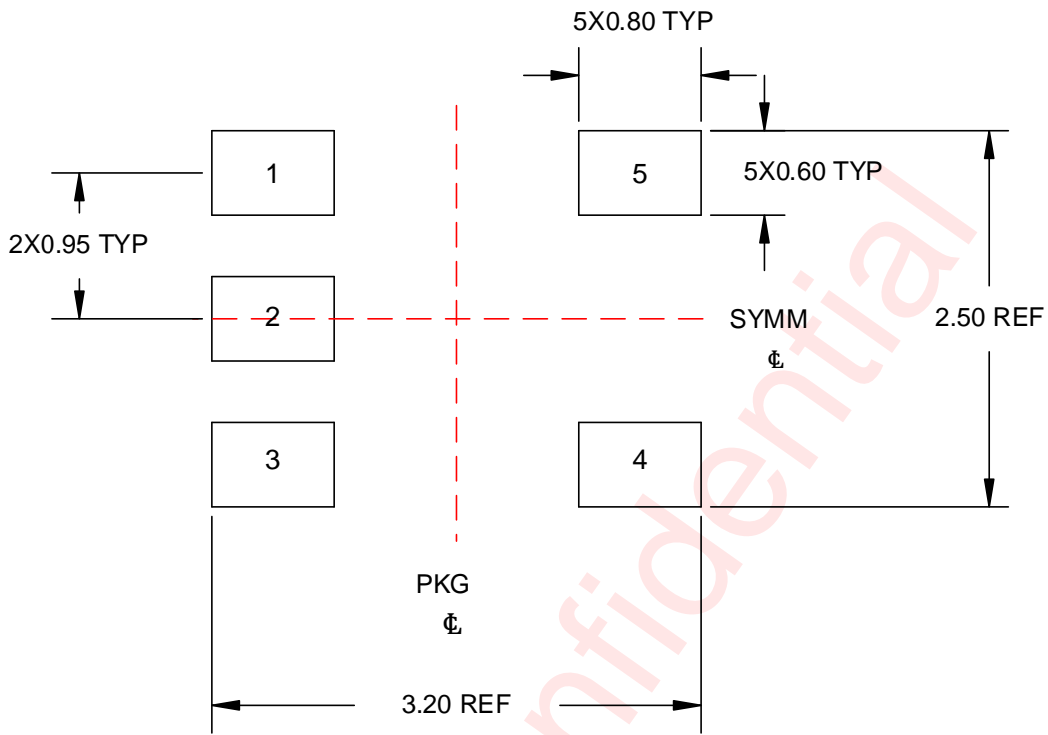 5X0.80 TYP
1
5
5X0.60 TYP
2X0.95 TYP
2
SYMM
℄
2.50 REF
3
4
PKG
℄
3.20 REF
nfidential